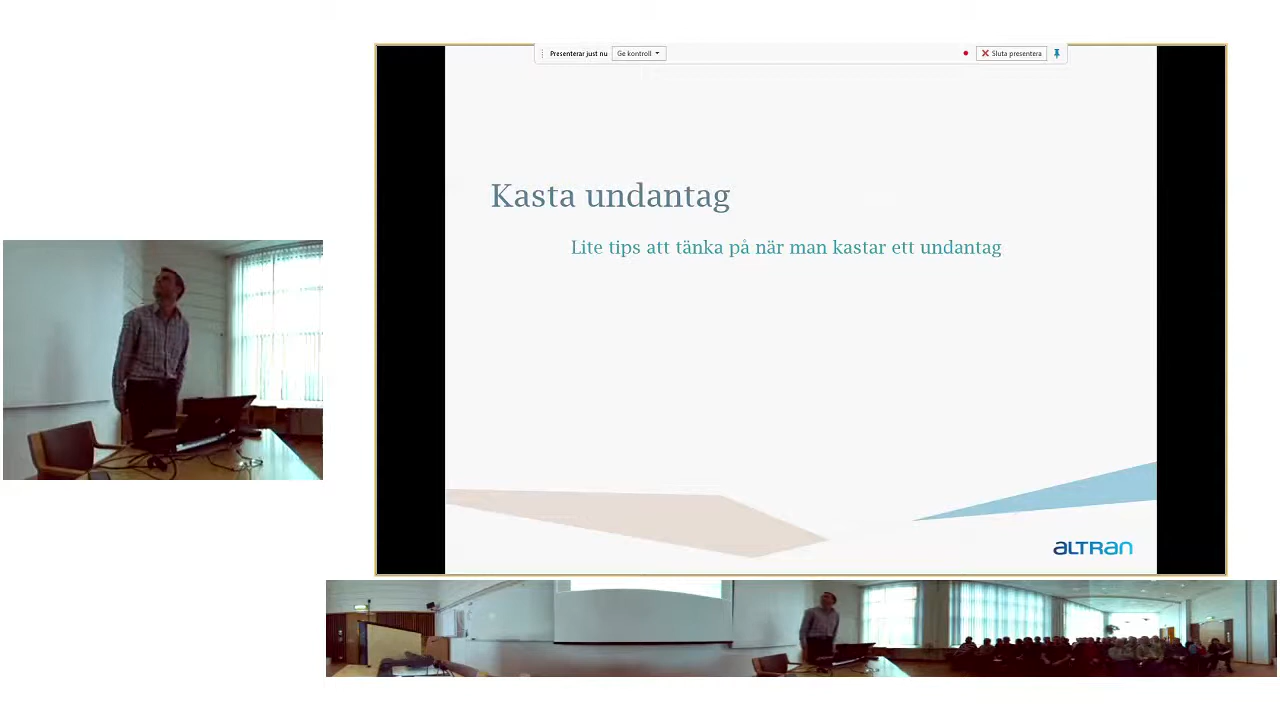 Presenterar just nu Ge kontroll Sluta presentera
Kasta undantag
Lite tips att tänka på när man kastar ett undantag
ALTRAN